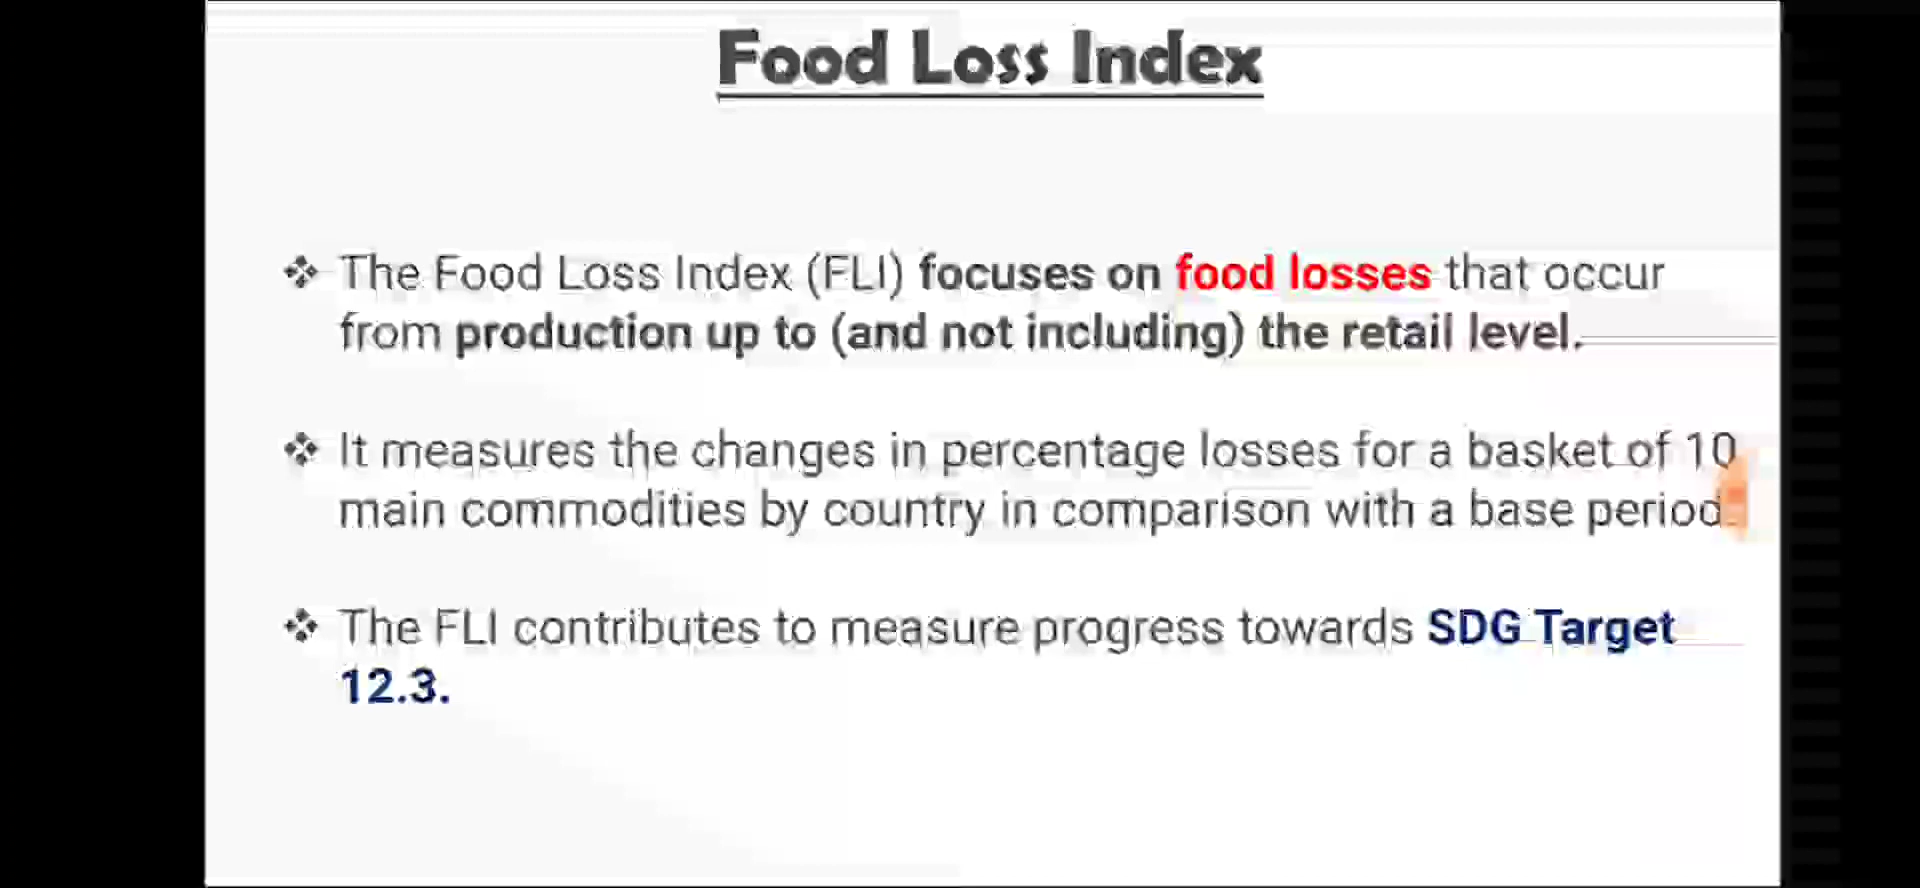 Food Loss Index
The Food Loss Index (FLI) focuses on food losses that occur
from production up to (and not including) the retail level.
It measures the changes in percentage losses for a basket of 10
main commodities by country in comparison with a base period.
The FLI contributes to measure progress towards SDG Target
12.3.